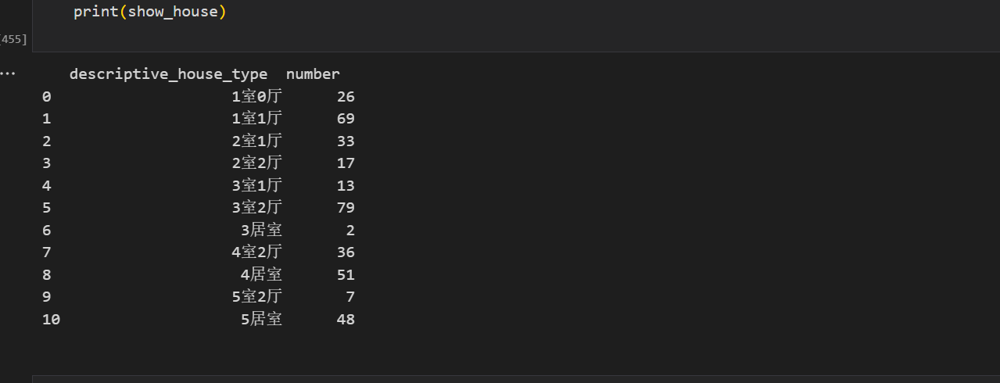 print(show_house)
[455]
...
descriptive_house_type number
0 1室0厅 26
1 1室1厅 69
2 2室1厅 33
3 2室2厅 17
4 3室1厅 13
5 3室2厅 79
6 3居室 2
7 4室2厅 36
8 4居室 51
9 5室2厅 7
10 5居室 48